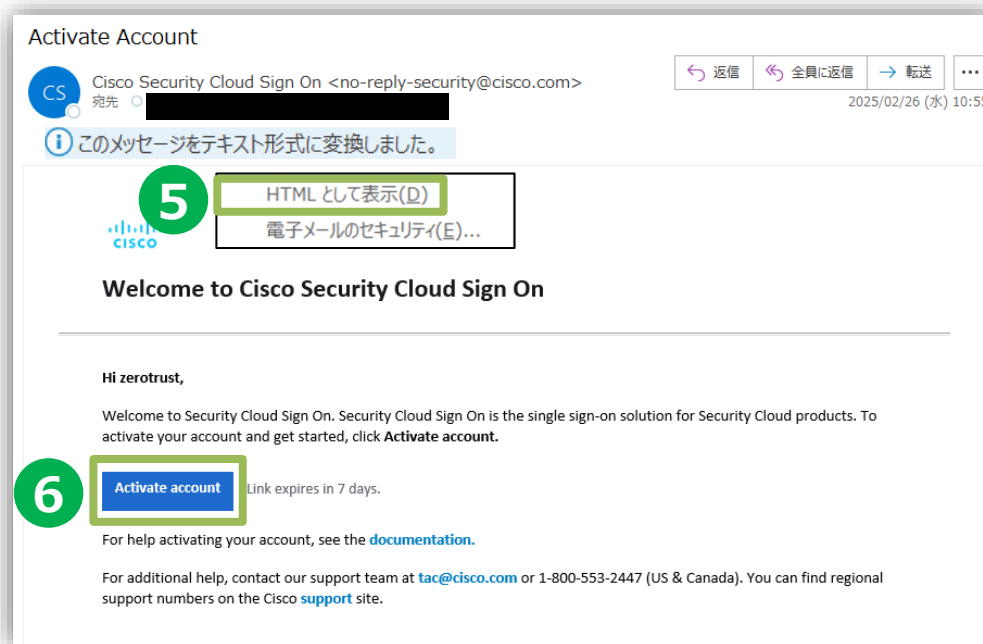 Activate Account
CS
Cisco Security Cloud Sign On <no-reply-security@cisco.com>
宛先
返信
全員に返信
転送
...
2025/02/26 (水) 10:55
このメッセージをテキスト形式に変換しました。
5
HTML として表示(D)
電子メールのセキュリティ(E)...
CISCO
Welcome to Cisco Security Cloud Sign On
Hi zerotrust,
Welcome to Security Cloud Sign On. Security Cloud Sign On is the single sign-on solution for Security Cloud products. To
activate your account and get started, click Activate account.
6
Activate account
Link expires in 7 days.
For help activating your account, see the documentation.
For additional help, contact our support team at tac@cisco.com or 1-800-553-2447 (US & Canada). You can find regional
support numbers on the Cisco support site.